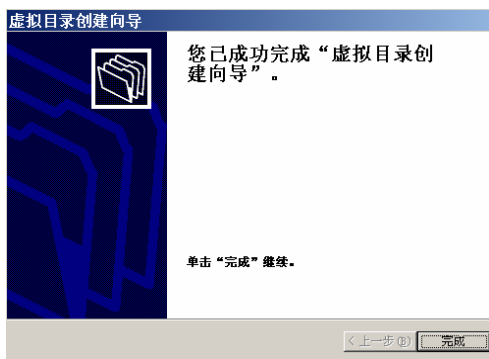 虚拟目录创建向导
您已成功完成“虚拟目录创
建向导”。
单击“完成”继续。
< 上一步(B)
完成